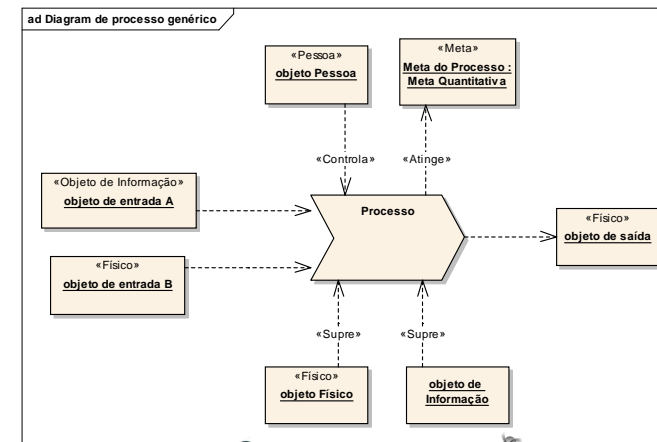 ad Diagram de processo genérico
«Pessoa»
objeto Pessoa
«Meta»
Meta do Processo :
Meta Quantitativa
«Controla»
«Atinge»
«Objeto de Informação»
objeto de entrada A
Processo
«Físico»
objeto de saída
«Físico»
objeto de entrada B
«Supre»
«Supre»
«Físico»
objeto Físico
objeto de
Informação